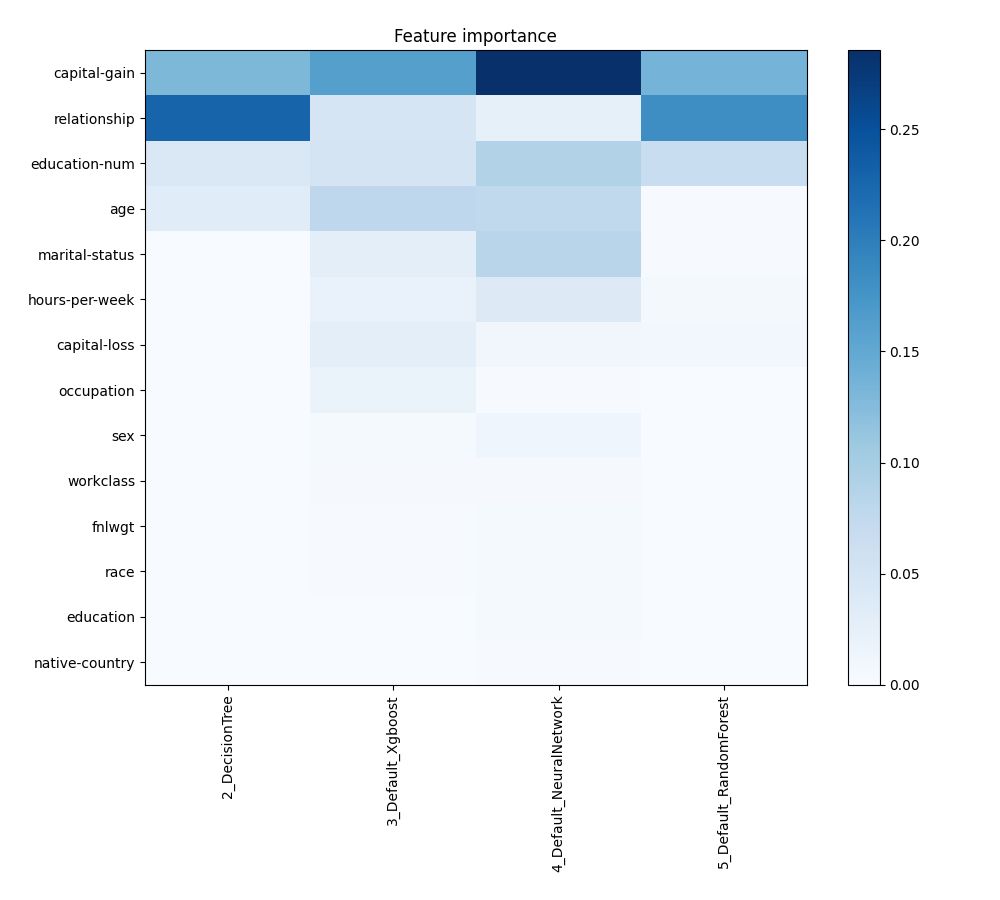 Feature importance
capital-gain
relationship
education-num
age
marital-status
hours-per-week
capital-loss
occupation
sex
workclass
fnlwgt
race
education
native-country
2_DecisionTree
3_Default_Xgboost
4_Default_NeuralNetwork
5_Default_RandomForest
0.25
0.20
0.15
0.10
0.05
0.00